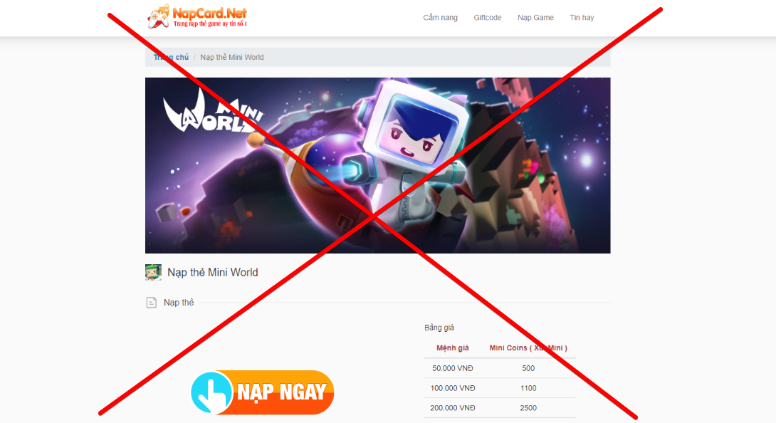 NapCard.Net
Trang nạp thẻ game uy tín số 1
Cẩm nang Giftcode Nạp Game Tin hay
Trang chủ / Nạp thẻ Mini World
MINI WORLD
Nạp thẻ Mini World
Nạp thẻ
Bảng giá
Mệnh giá Mini Coins ( Xu Mini )
50.000 VNĐ 500
100.000 VNĐ 1100
200.000 VNĐ 2500
NẠP NGAY